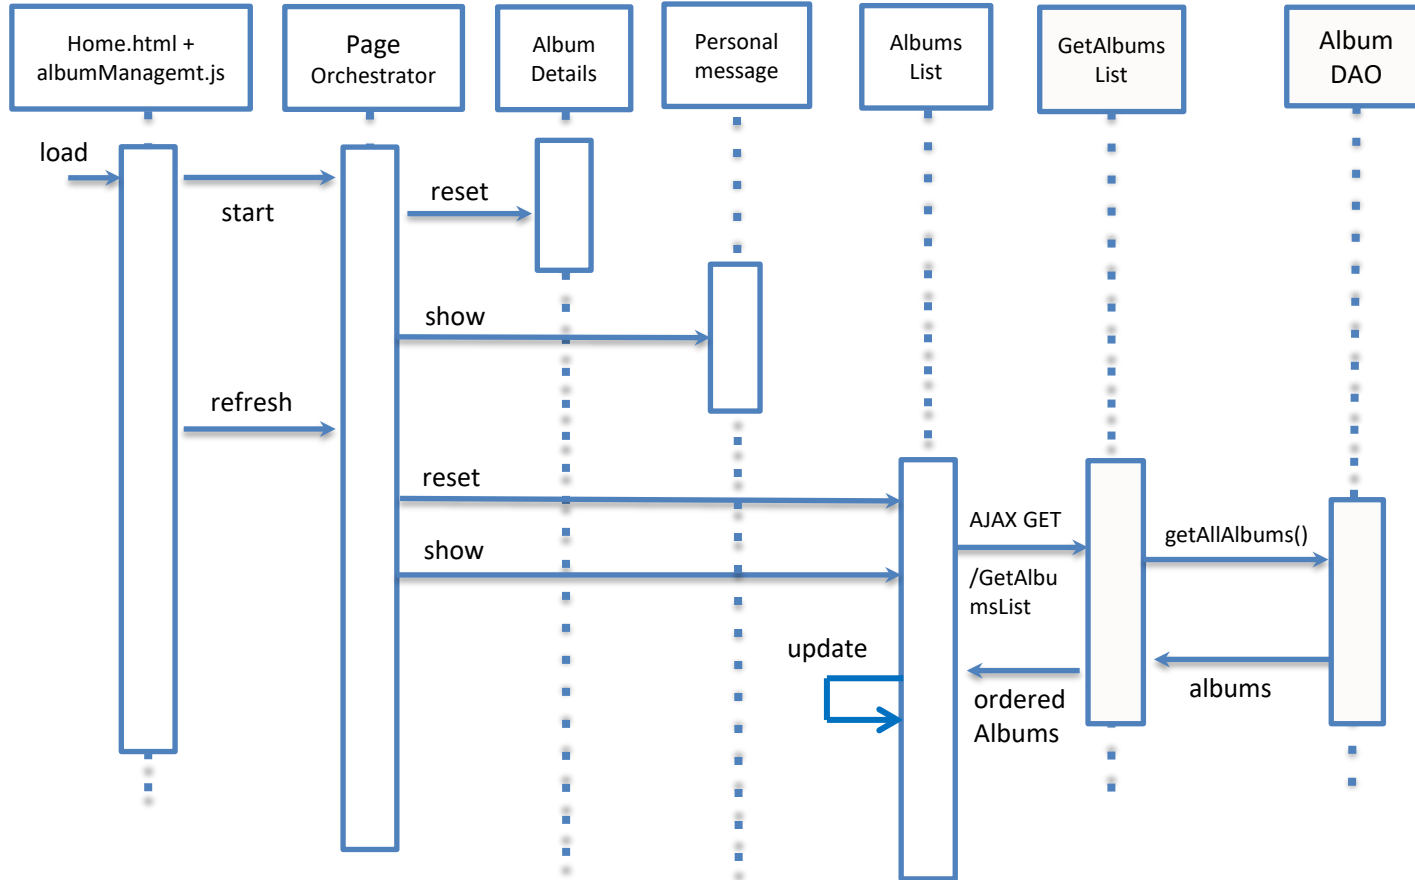 Home.html +
albumManagemt.js
Page
Orchestrator
Album
Details
Personal
message
Albums
List
GetAlbums
List
Album
DAO
load
start
reset
show
refresh
reset
AJAX GET
getAllAlbums()
show
/GetAlbu
msList
update
ordered
Albums
albums